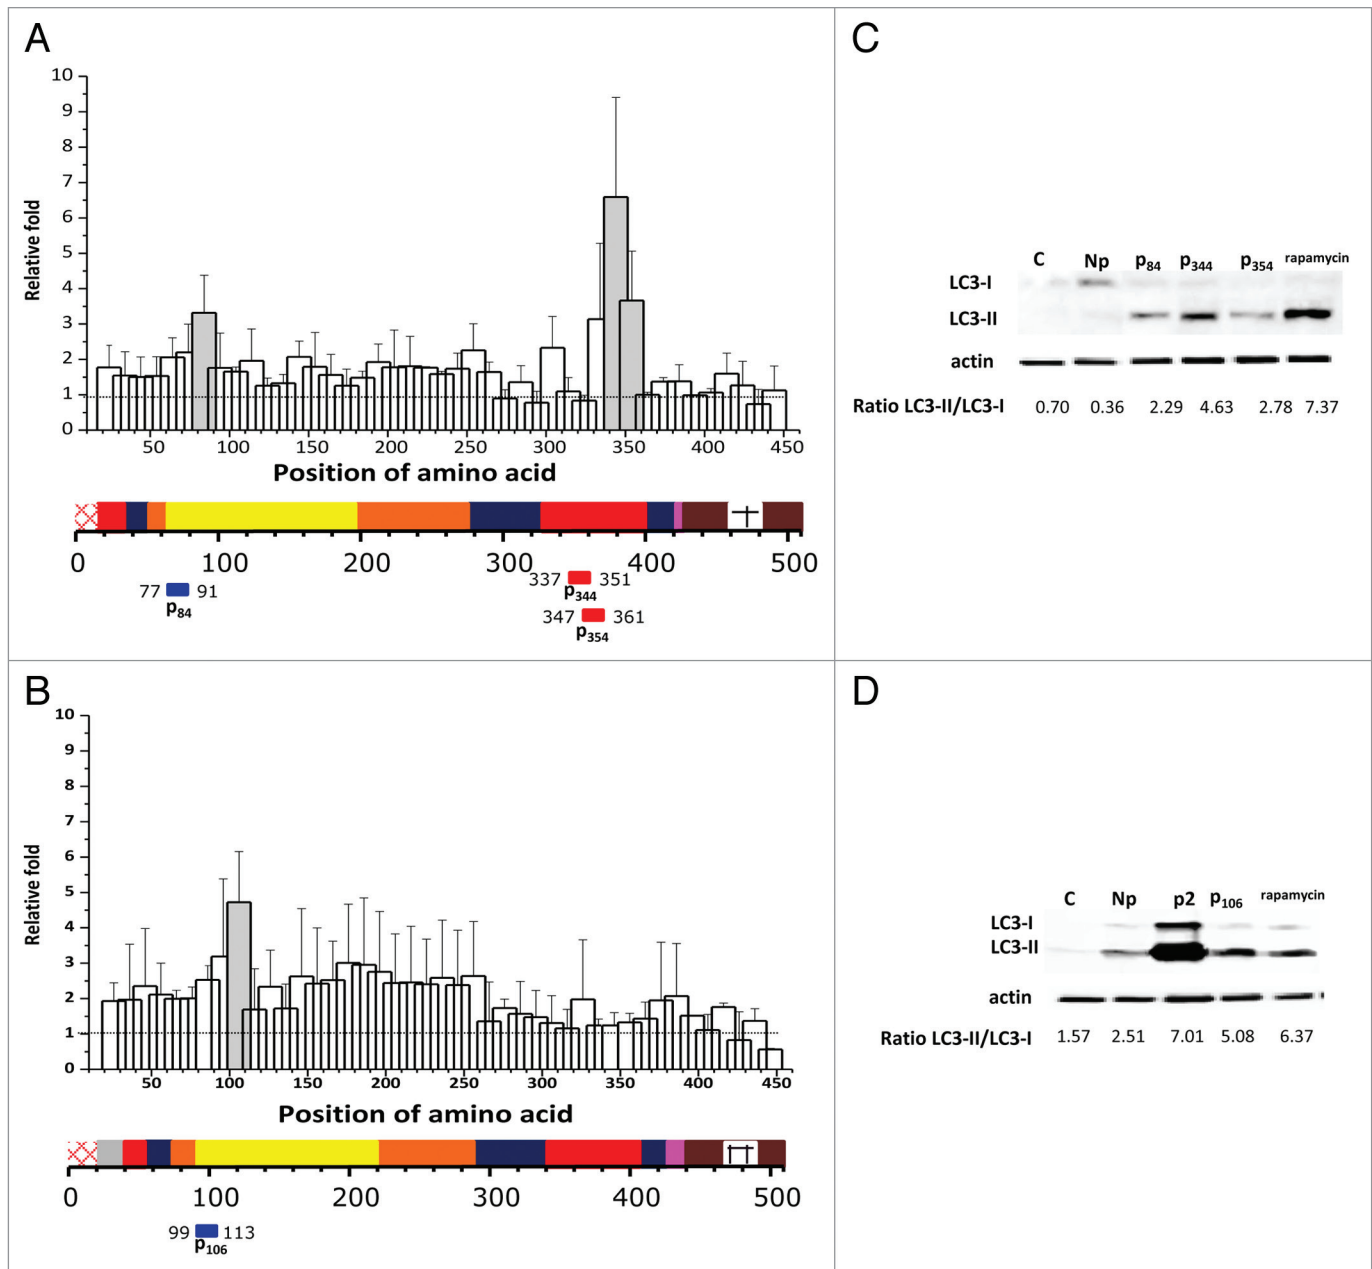 A
10
9
8
7
6
5
4
3
2
1
0
Relative fold
50 100 150 200 250 300 350 400 450
Position of amino acid
0 100 200 300 400 500
77 91
p84
337 351
p344
347 361
p354
B
10
9
8
7
6
5
4
3
2
1
0
Relative fold
50 100 150 200 250 300 350 400 450
Position of amino acid
0 100 200 300 400 500
99 113
p106
C
C Np p84 p344 p354 rapamycin
LC3-I
LC3-II
actin
Ratio LC3-II/LC3-I 0.70 0.36 2.29 4.63 2.78 7.37
D
C Np p2 p106 rapamycin
LC3-I
LC3-II
actin
Ratio LC3-II/LC3-I 1.57 2.51 7.01 5.08 6.37